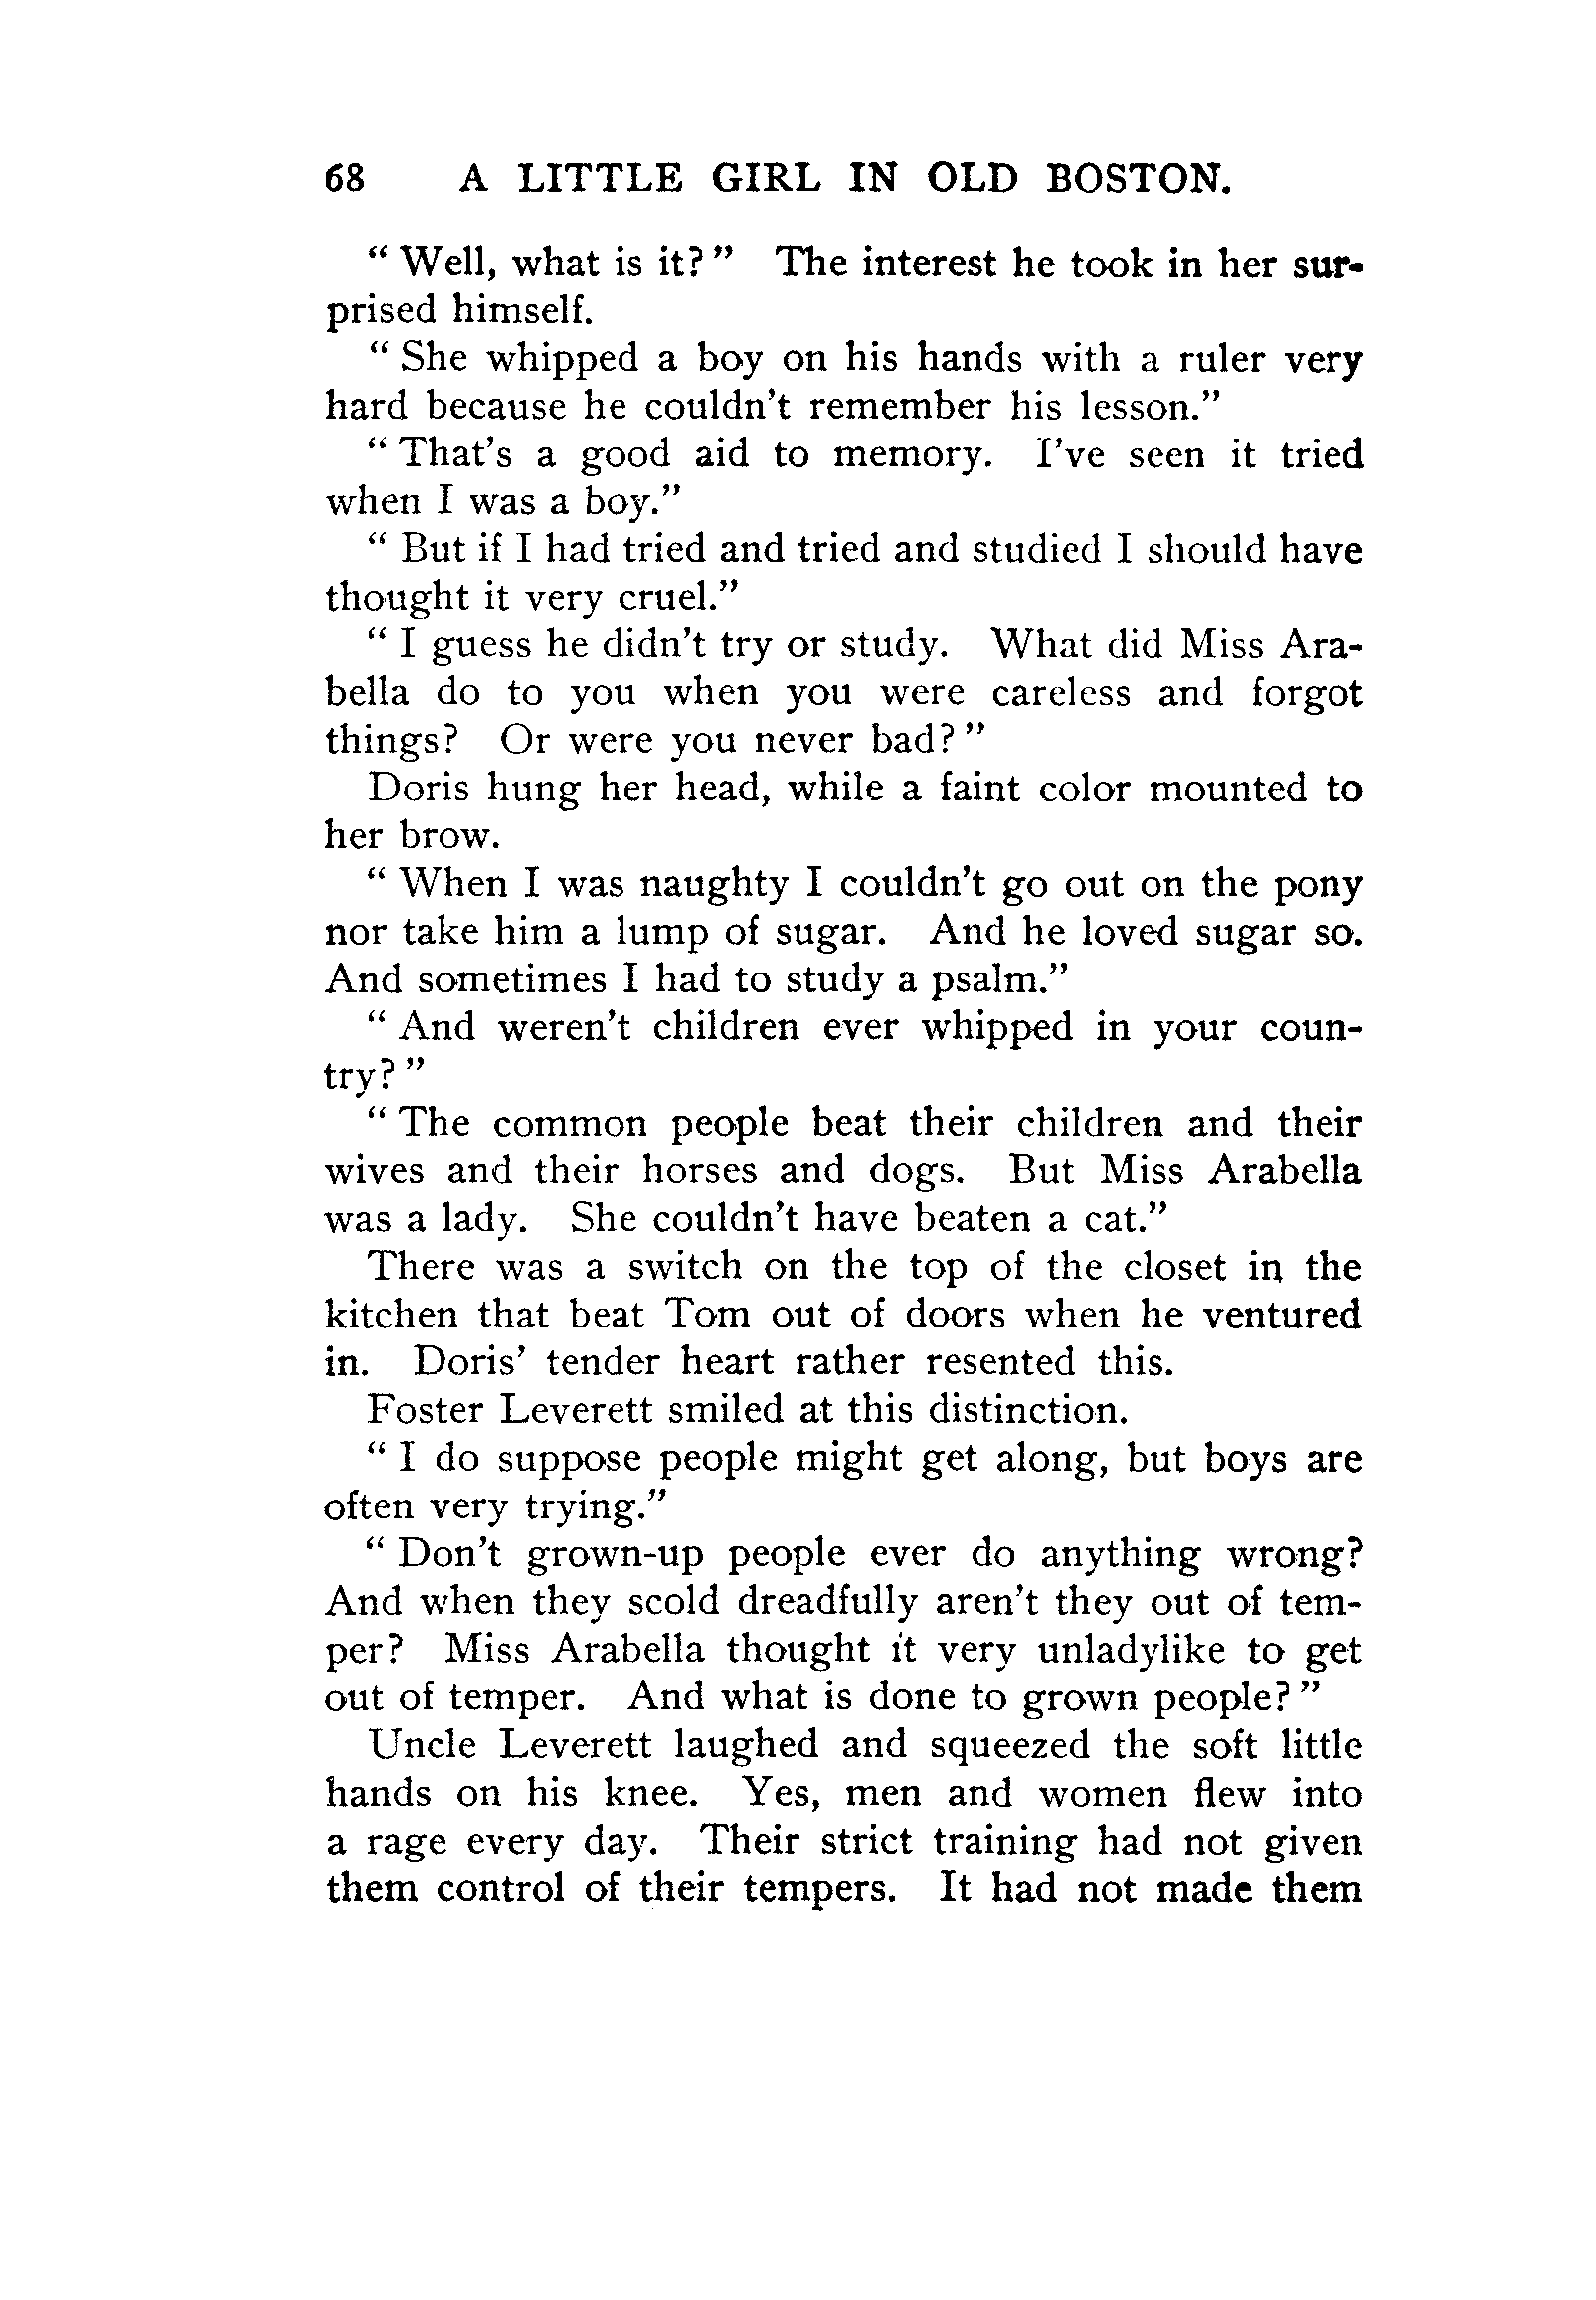 68 A LITTLE GIRL IN OLD BOSTON.
“ Well, what is it? ” The interest he took in her sur-
prised himself.
“ She whipped a boy on his hands with a ruler very
hard because he couldn’t remember his lesson.”
“ That’s a good aid to memory. I’ve seen it tried
when I was a boy.”
“ But if I had tried and tried and studied I should have
thought it very cruel.”
“ I guess he didn’t try or study. What did Miss Ara-
bella do to you when you were careless and forgot
things? Or were you never bad? ”
Doris hung her head, while a faint color mounted to
her brow.
“ When I was naughty I couldn’t go out on the pony
nor take him a lump of sugar. And he loved sugar so.
And sometimes I had to study a psalm.”
“ And weren’t children ever whipped in your coun-
try? ”
“ The common people beat their children and their
wives and their horses and dogs. But Miss Arabella
was a lady. She couldn’t have beaten a cat.”
There was a switch on the top of the closet in the
kitchen that beat Tom out of doors when he ventured
in. Doris’ tender heart rather resented this.
Foster Leverett smiled at this distinction.
“ I do suppose people might get along, but boys are
often very trying.”
“ Don’t grown-up people ever do anything wrong?
And when they scold dreadfully aren’t they out of tem-
per? Miss Arabella thought it very unladylike to get
out of temper. And what is done to grown people? ”
Uncle Leverett laughed and squeezed the soft little
hands on his knee. Yes, men and women flew into
a rage every day. Their strict training had not given
them control of their tempers. It had not made them